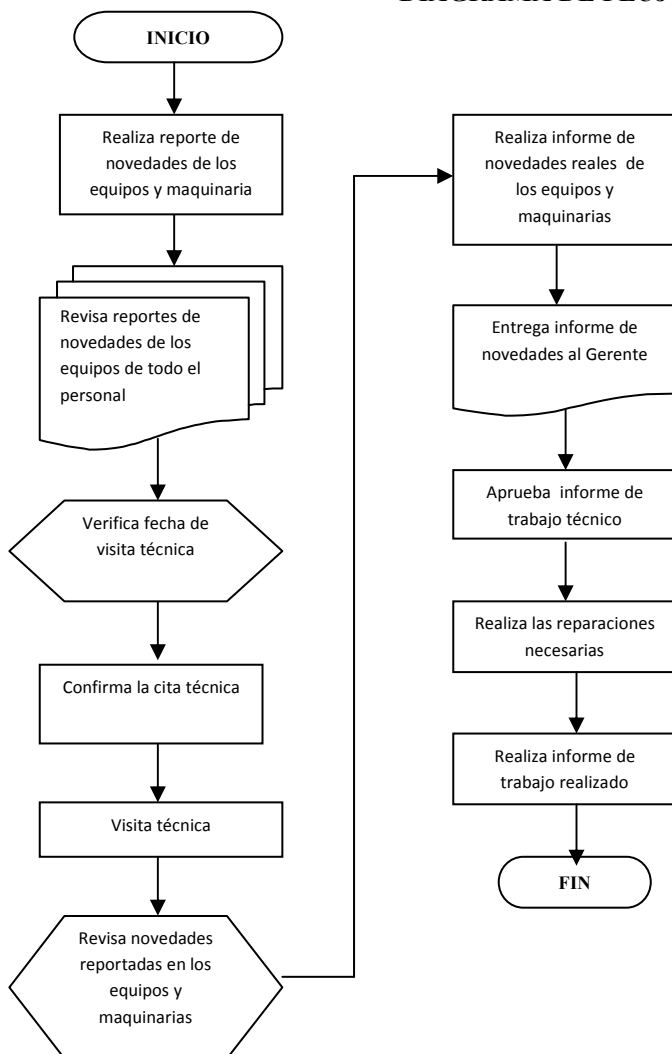 INICIO
Realiza reporte de
novedades de los
equipos y maquinaria
Revisa reportes de
novedades de los
equipos de todo el
personal
Verifica fecha de
visita técnica
Confirma la cita técnica
Visita técnica
Revisa novedades
reportadas en los
equipos y
maquinarias
Realiza informe de
novedades reales de
los equipos y
maquinarias
Entrega informe de
novedades al Gerente
Aprueba informe de
trabajo técnico
Realiza las reparaciones
necesarias
Realiza informe de
trabajo realizado
FIN